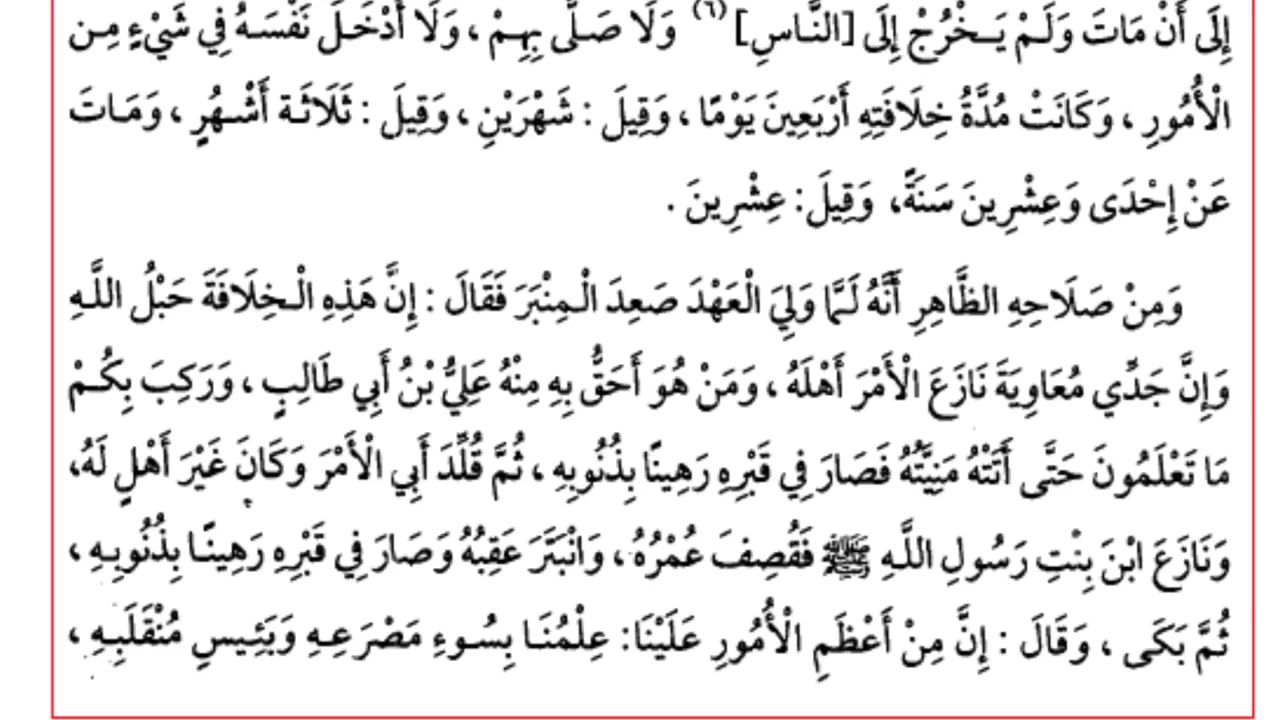 إِلَى أَنْ مَاتَ وَلَمْ يَخْرُجْ إِلَى [النَّاسِ] (٦) وَلَا صَلَّى بِهِمْ ، وَلَا أَدْخَلَ نَفْسَهُ فِي شَيْءٍ مِن
الْأُمُورِ ، وَكَانَتْ مُدَّةُ خِلَافَتِهِ أَرْبَعِينَ يَوْمًا ، وَقِيلَ : شَهْرَيْنِ ، وَقِيلَ : ثَلَاثَة أَشْهُرٍ ، وَمَاتَ
عَنْ إِحْدَى وَعِشْرِينَ سَنَةً، وَقِيلَ: عِشْرِينَ .
وَمِنْ صَلَاحِهِ الظَّاهِرِ أَنَّهُ لَمَّا وَلِيَ الْعَهْدَ صَعِدَ الْمِنْبَرَ فَقَالَ : إِنَّ هَذِهِ الْخِلَافَةَ حَبْلُ اللَّهِ
وَإِنَّ جَدِّي مُعَاوِيَةَ نَازَعَ الْأَمْرَ أَهْلَهُ ، وَمَنْ هُوَ أَحَقُّ بِهِ مِنْهُ عَلِيُّ بْنُ أَبِي طَالِبٍ ، وَرَكِبَ بِكُمْ
مَا تَعْلَمُونَ حَتَّى أَتَتْهُ مَنِيَّتُهُ فَصَارَ فِي قَبْرِهِ رَهِينًا بِذُنُوبِهِ ، ثُمَّ قُلِّدَ أَبِي الْأَمْرَ وَكَانَ غَيْرَ أَهْلٍ لَهُ،
وَنَازَعَ ابْنَ بِنْتِ رَسُولِ اللَّهِ ﷺ فَقُصِفَ عُمْرُهُ ، وَانْبَتَرَ عَقِبُهُ وَصَارَ فِي قَبْرِهِ رَهِينًا بِذُنُوبِهِ ،
ثُمَّ بَكَى ، وَقَالَ : إِنَّ مِنْ أَعْظَمِ الْأُمُورِ عَلَيْنَا: عِلْمُنَا بِسُوءِ مَصْرَعِهِ وَبَئِيسِ مُنْقَلَبِهِ ،